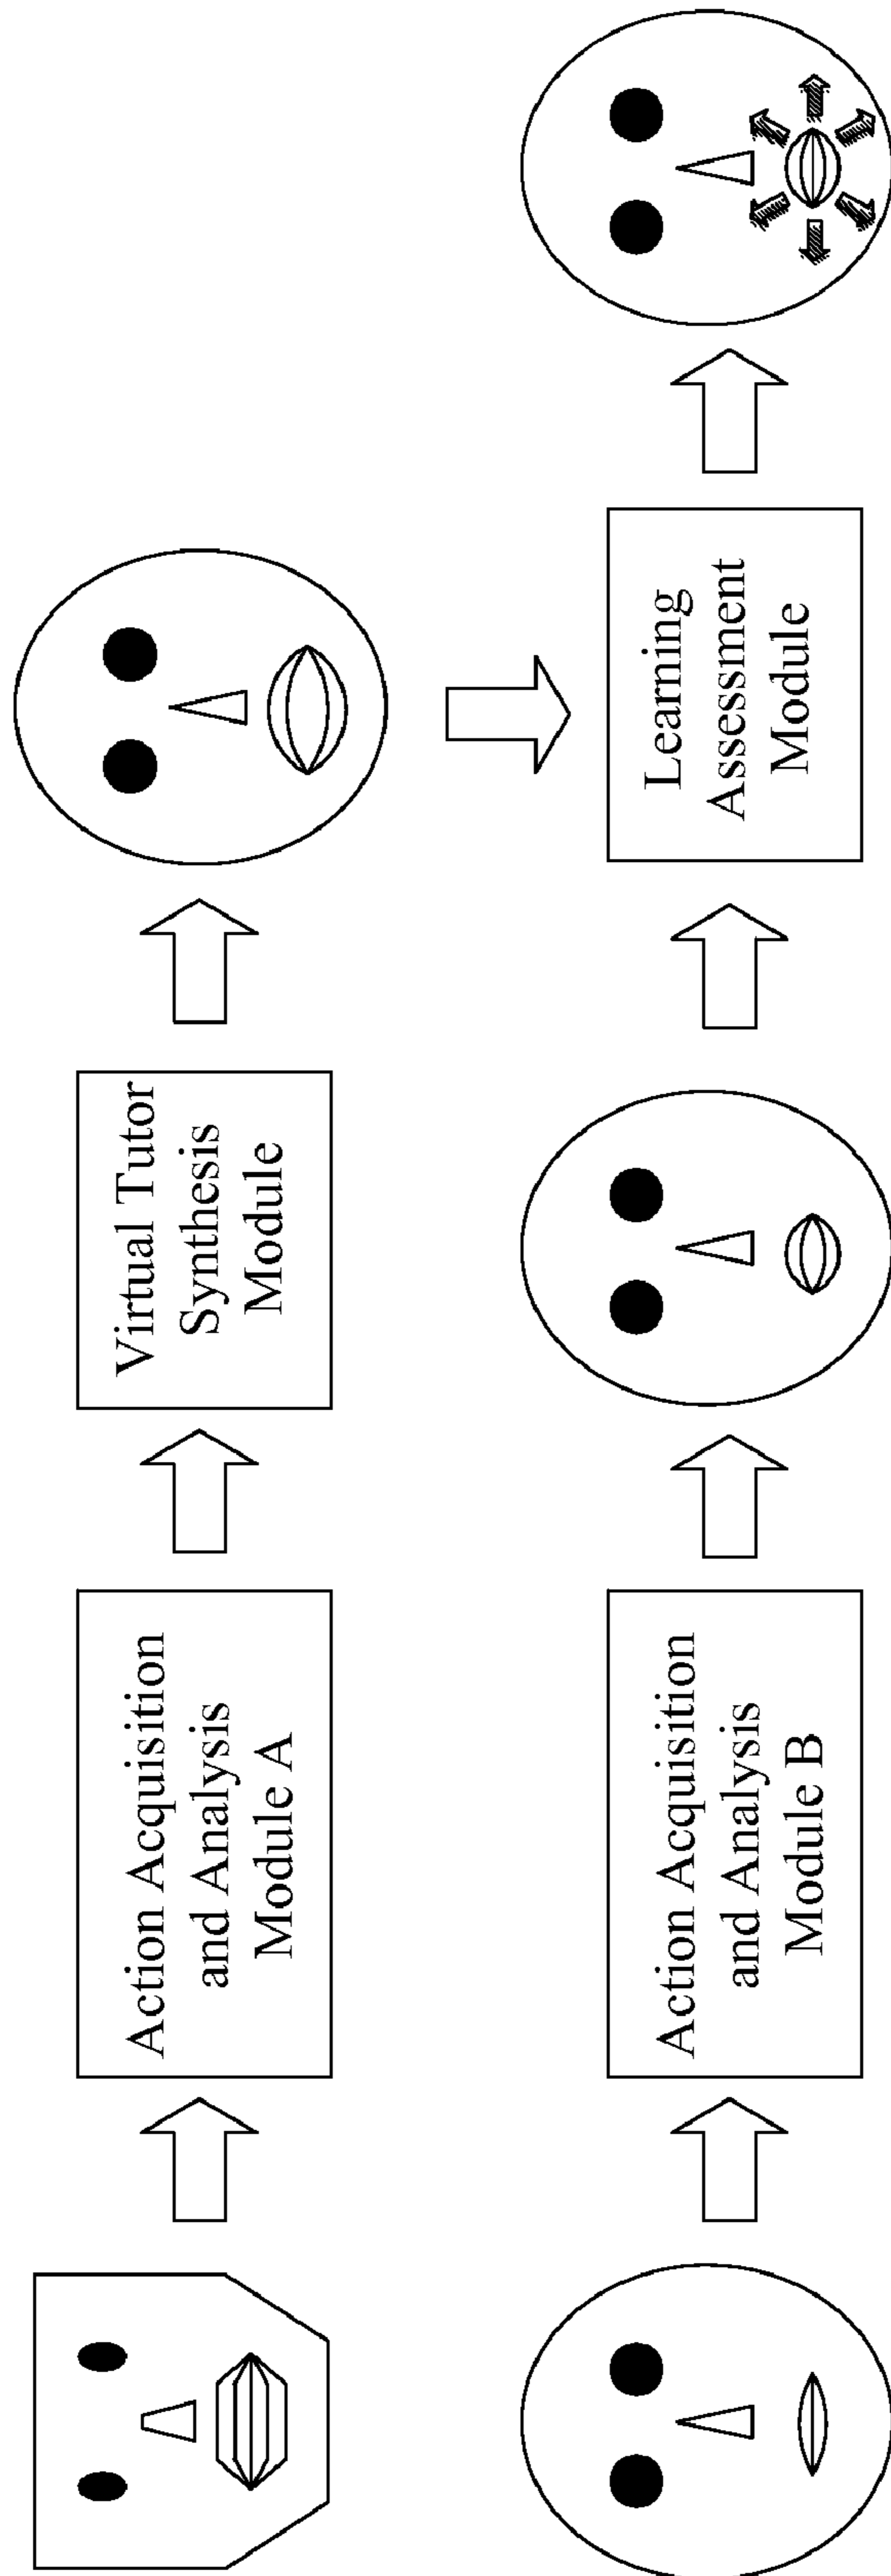 Action Acquisition
and Analysis
Module A
Virtual Tutor
Synthesis
Module
Action Acquisition
and Analysis
Module B
Learning
Assessment
Module